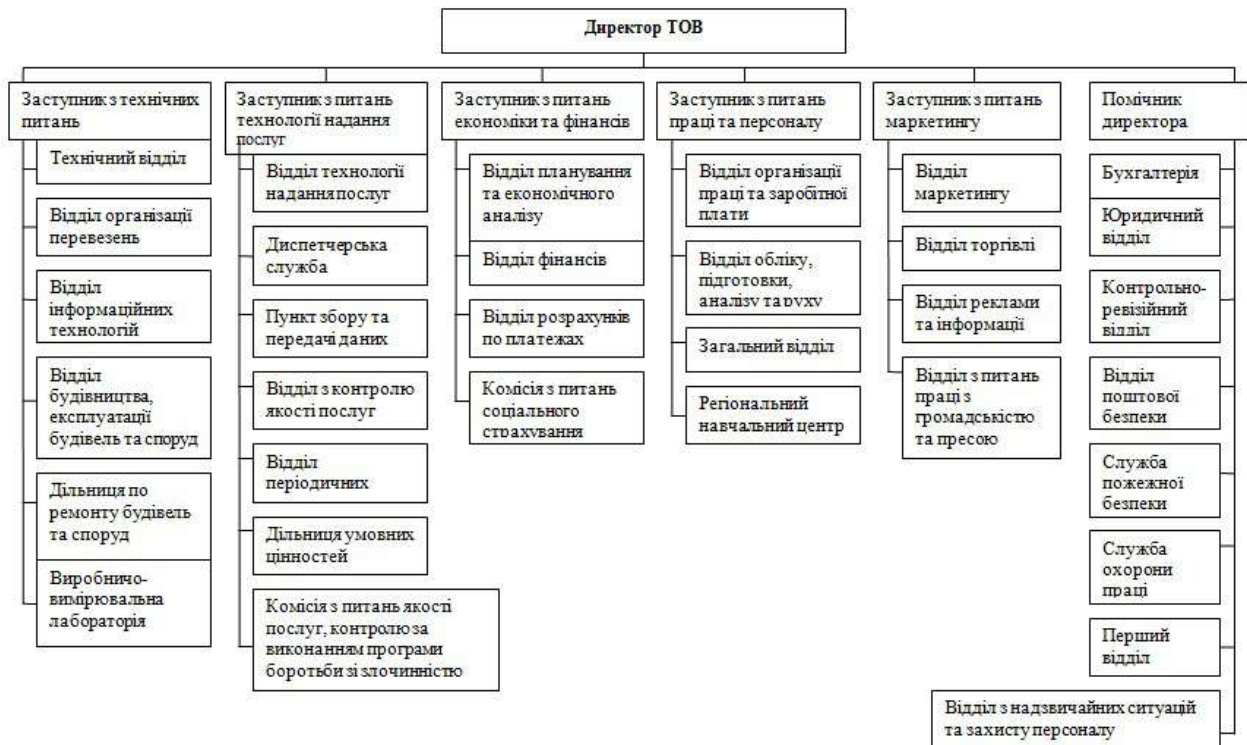 Директор ТОВ
Заступник з технічних
питань
Технічний відділ
Відділ організації
перевезень
Відділ
інформаційних
технологій
Відділ
будівництва,
експлуатації
будівель та споруд
Дільниця по
ремонту будівель
та споруд
Виробничо-
вимірювальна
лабораторія
Заступник з питань
технології надання
послуг
Відділ технології
надання послуг
Диспетчерська
служба
Пункт збору та
передачі даних
Відділ з контролю
якості послуг
Відділ
періодичних
Дільниця умовних
цінностей
Комісія з питань якості
послуг, контролю за
виконанням програми
боротьби зі злочинністю
Заступник з питань
економіки та фінансів
Відділ планування
та економічного
аналізу
Відділ фінансів
Відділ розрахунків
по платежах
Комісія з питань
соціального
страхування
Заступник з питань
праці та персоналу
Відділ організації
праці та заробітної
плати
Відділ обліку,
підготовки,
аналізу та руху
Загальний відділ
Регіональний
навчальний центр
Заступник з питань
маркетингу
Відділ
маркетингу
Відділ торгівлі
Відділ реклами
та інформації
Відділ з питань
праці з
громадськістю
та пресою
Помічник
директора
Бухгалтерія
Юридичний
відділ
Контрольно-
ревізійний
відділ
Відділ
поштової
безпеки
Служба
пожежної
безпеки
Служба
охорони
праці
Перший
відділ
Відділ з надзвичайних ситуацій
та захисту персоналу